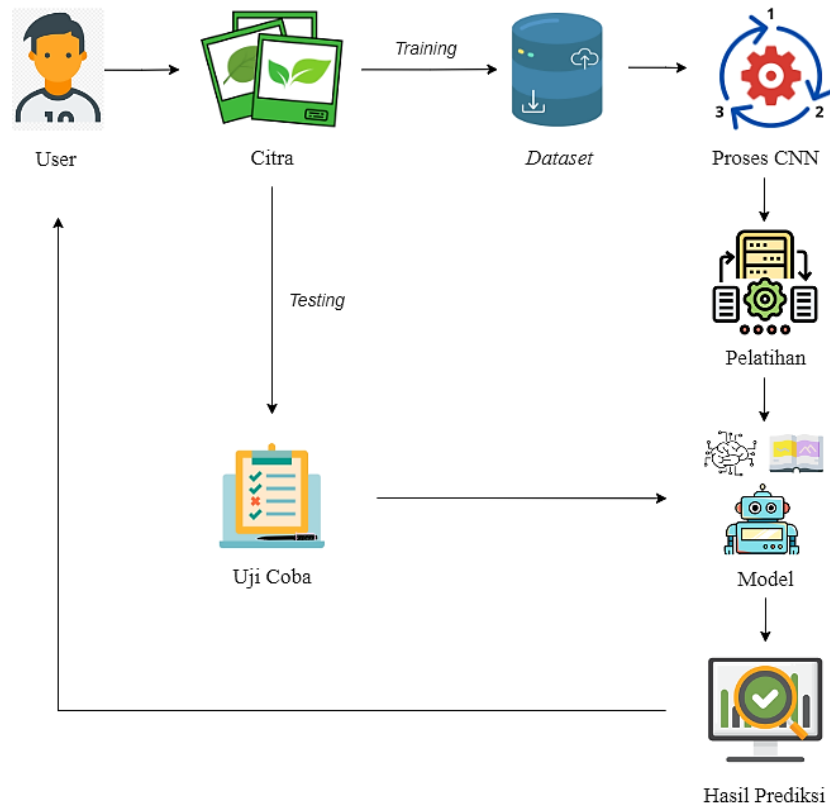 1
Training
3
2
User
Citra
Dataset
Proses CNN
Testing
Pelatihan
Uji Coba
Model
Hasil Prediksi